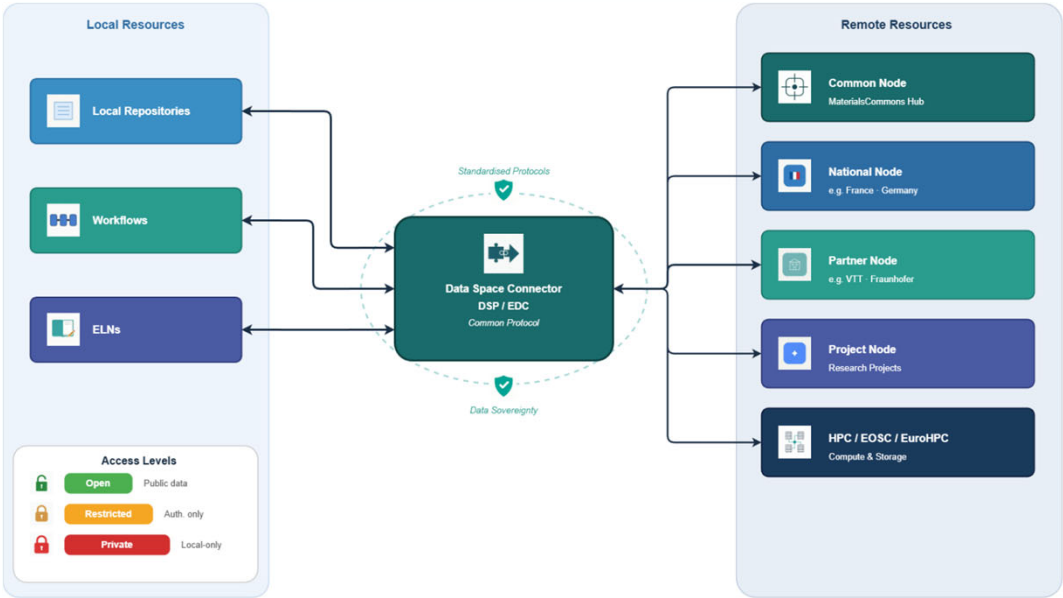 Local Resources
Local Repositories
Workflows
ELNs
Access Levels
Open
Public data
Restricted
Auth. only
Private
Local-only
Standardised Protocols
Data Space Connector
DSP / EDC
Common Protocol
Data Sovereignty
Remote Resources
Common Node
MaterialsCommons Hub
National Node
e.g. France · Germany
Partner Node
e.g. VTT · Fraunhofer
Project Node
Research Projects
HPC / EOSC / EuroHPC
Compute & Storage